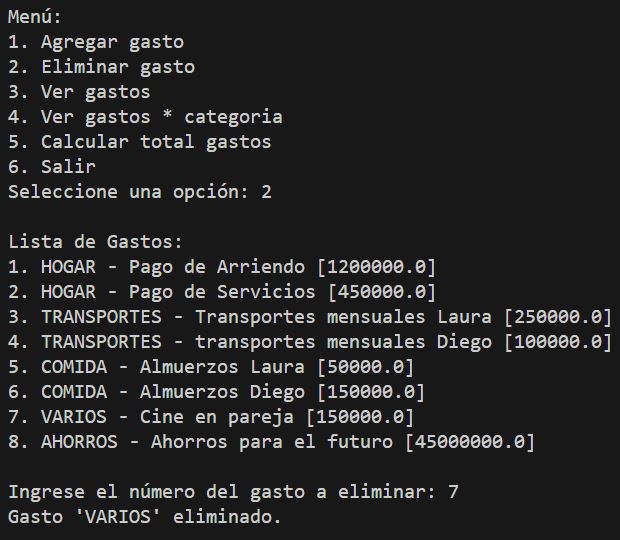 Menú:
1. Agregar gasto
2. Eliminar gasto
3. Ver gastos
4. Ver gastos * categoria
5. Calcular total gastos
6. Salir
Seleccione una opción: 2
Lista de Gastos:
1. HOGAR - Pago de Arriendo [1200000.0]
2. HOGAR - Pago de Servicios [450000.0]
3. TRANSPORTES - Transportes mensuales Laura [250000.0]
4. TRANSPORTES - transportes mensuales Diego [100000.0]
5. COMIDA - Almuerzos Laura [50000.0]
6. COMIDA - Almuerzos Diego [150000.0]
7. VARIOS - Cine en pareja [150000.0]
8. AHORROS - Ahorros para el futuro [45000000.0]
Ingrese el número del gasto a eliminar: 7
Gasto 'VARIOS' eliminado.